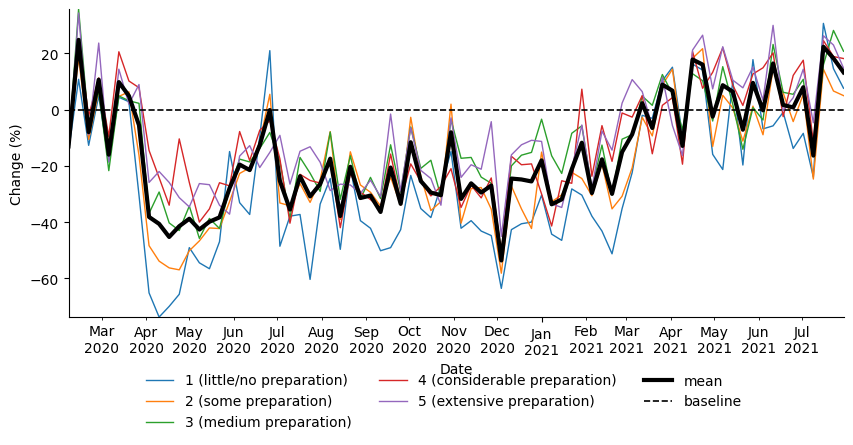 Change (%)
20
0
−20
−40
−60
Mar Apr May Jun Jul Aug Sep Oct Nov Dec Jan Feb Mar Apr May Jun Jul
2020 2020 2020 2020 2020 2020 2020 2020 2020 2020 2021 2021 2021 2021 2021 2021 2021
Date
1 (little/no preparation) 4 (considerable preparation) mean
2 (some preparation) 5 (extensive preparation) baseline
3 (medium preparation)